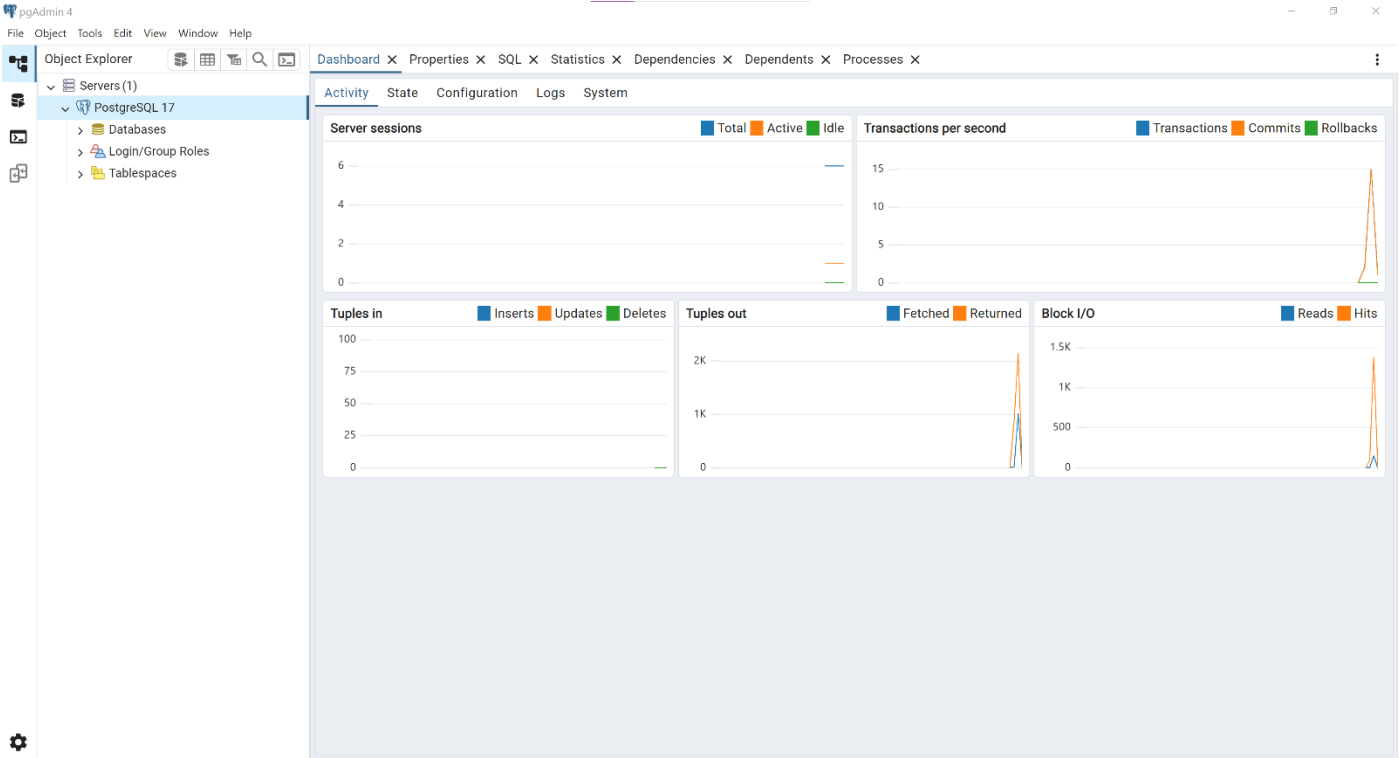 pgAdmin 4
File Object Tools Edit View Window Help
Object Explorer
Dashboard Properties SQL Statistics Dependencies Dependents Processes
Servers (1)
PostgreSQL 17
Databases
Login/Group Roles
Tablespaces
Activity State Configuration Logs System
Server sessions Total Active Idle
6
4
2
0
Transactions per second Transactions Commits Rollbacks
15
10
5
0
Tuples in Inserts Updates Deletes
100
75
50
25
0
Tuples out Fetched Returned
2K
1K
0
Block I/O Reads Hits
1.5K
1K
500
0